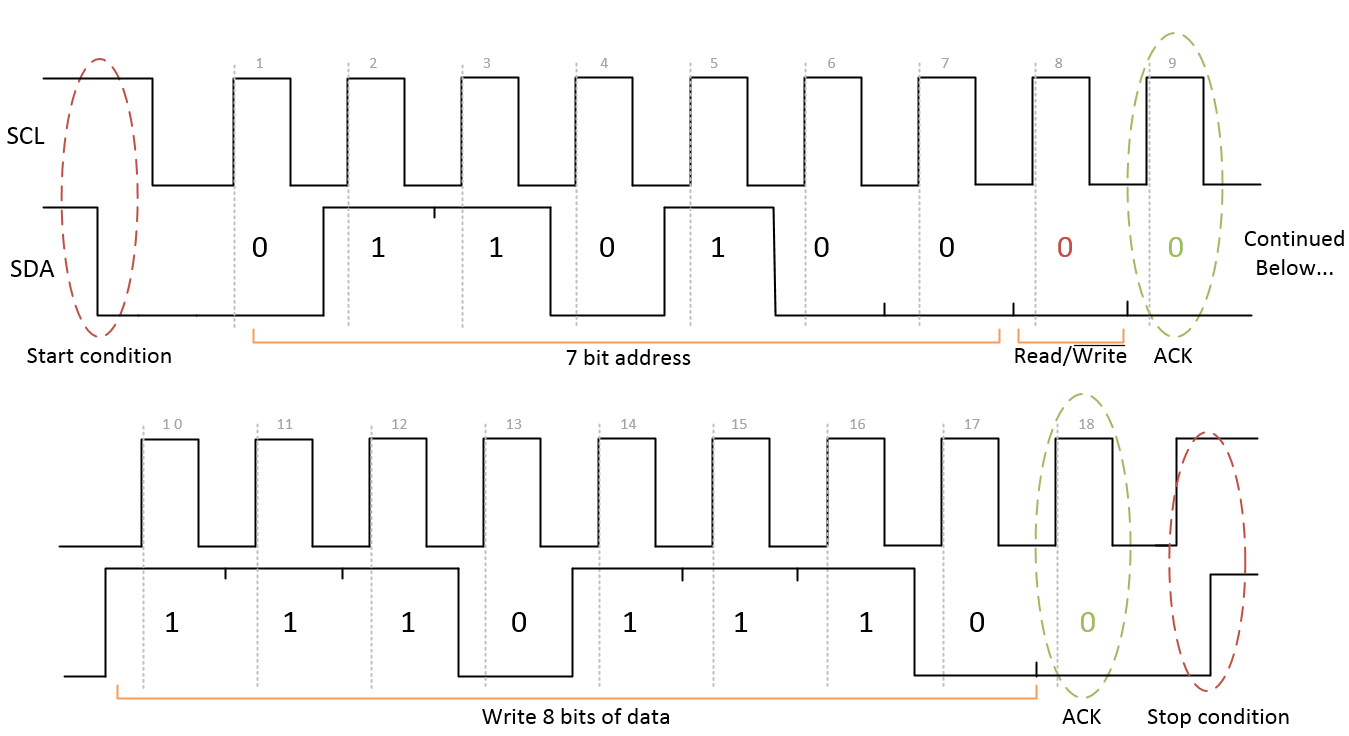 1 2 3 4 5 6 7 8 9
SCL
SDA
0 1 1 0 1 0 0 0 0
Continued
Below...
Start condition
7 bit address
Read/Write
ACK
10 11 12 13 14 15 16 17 18
1 1 1 0 1 1 1 0 0
Write 8 bits of data
ACK
Stop condition